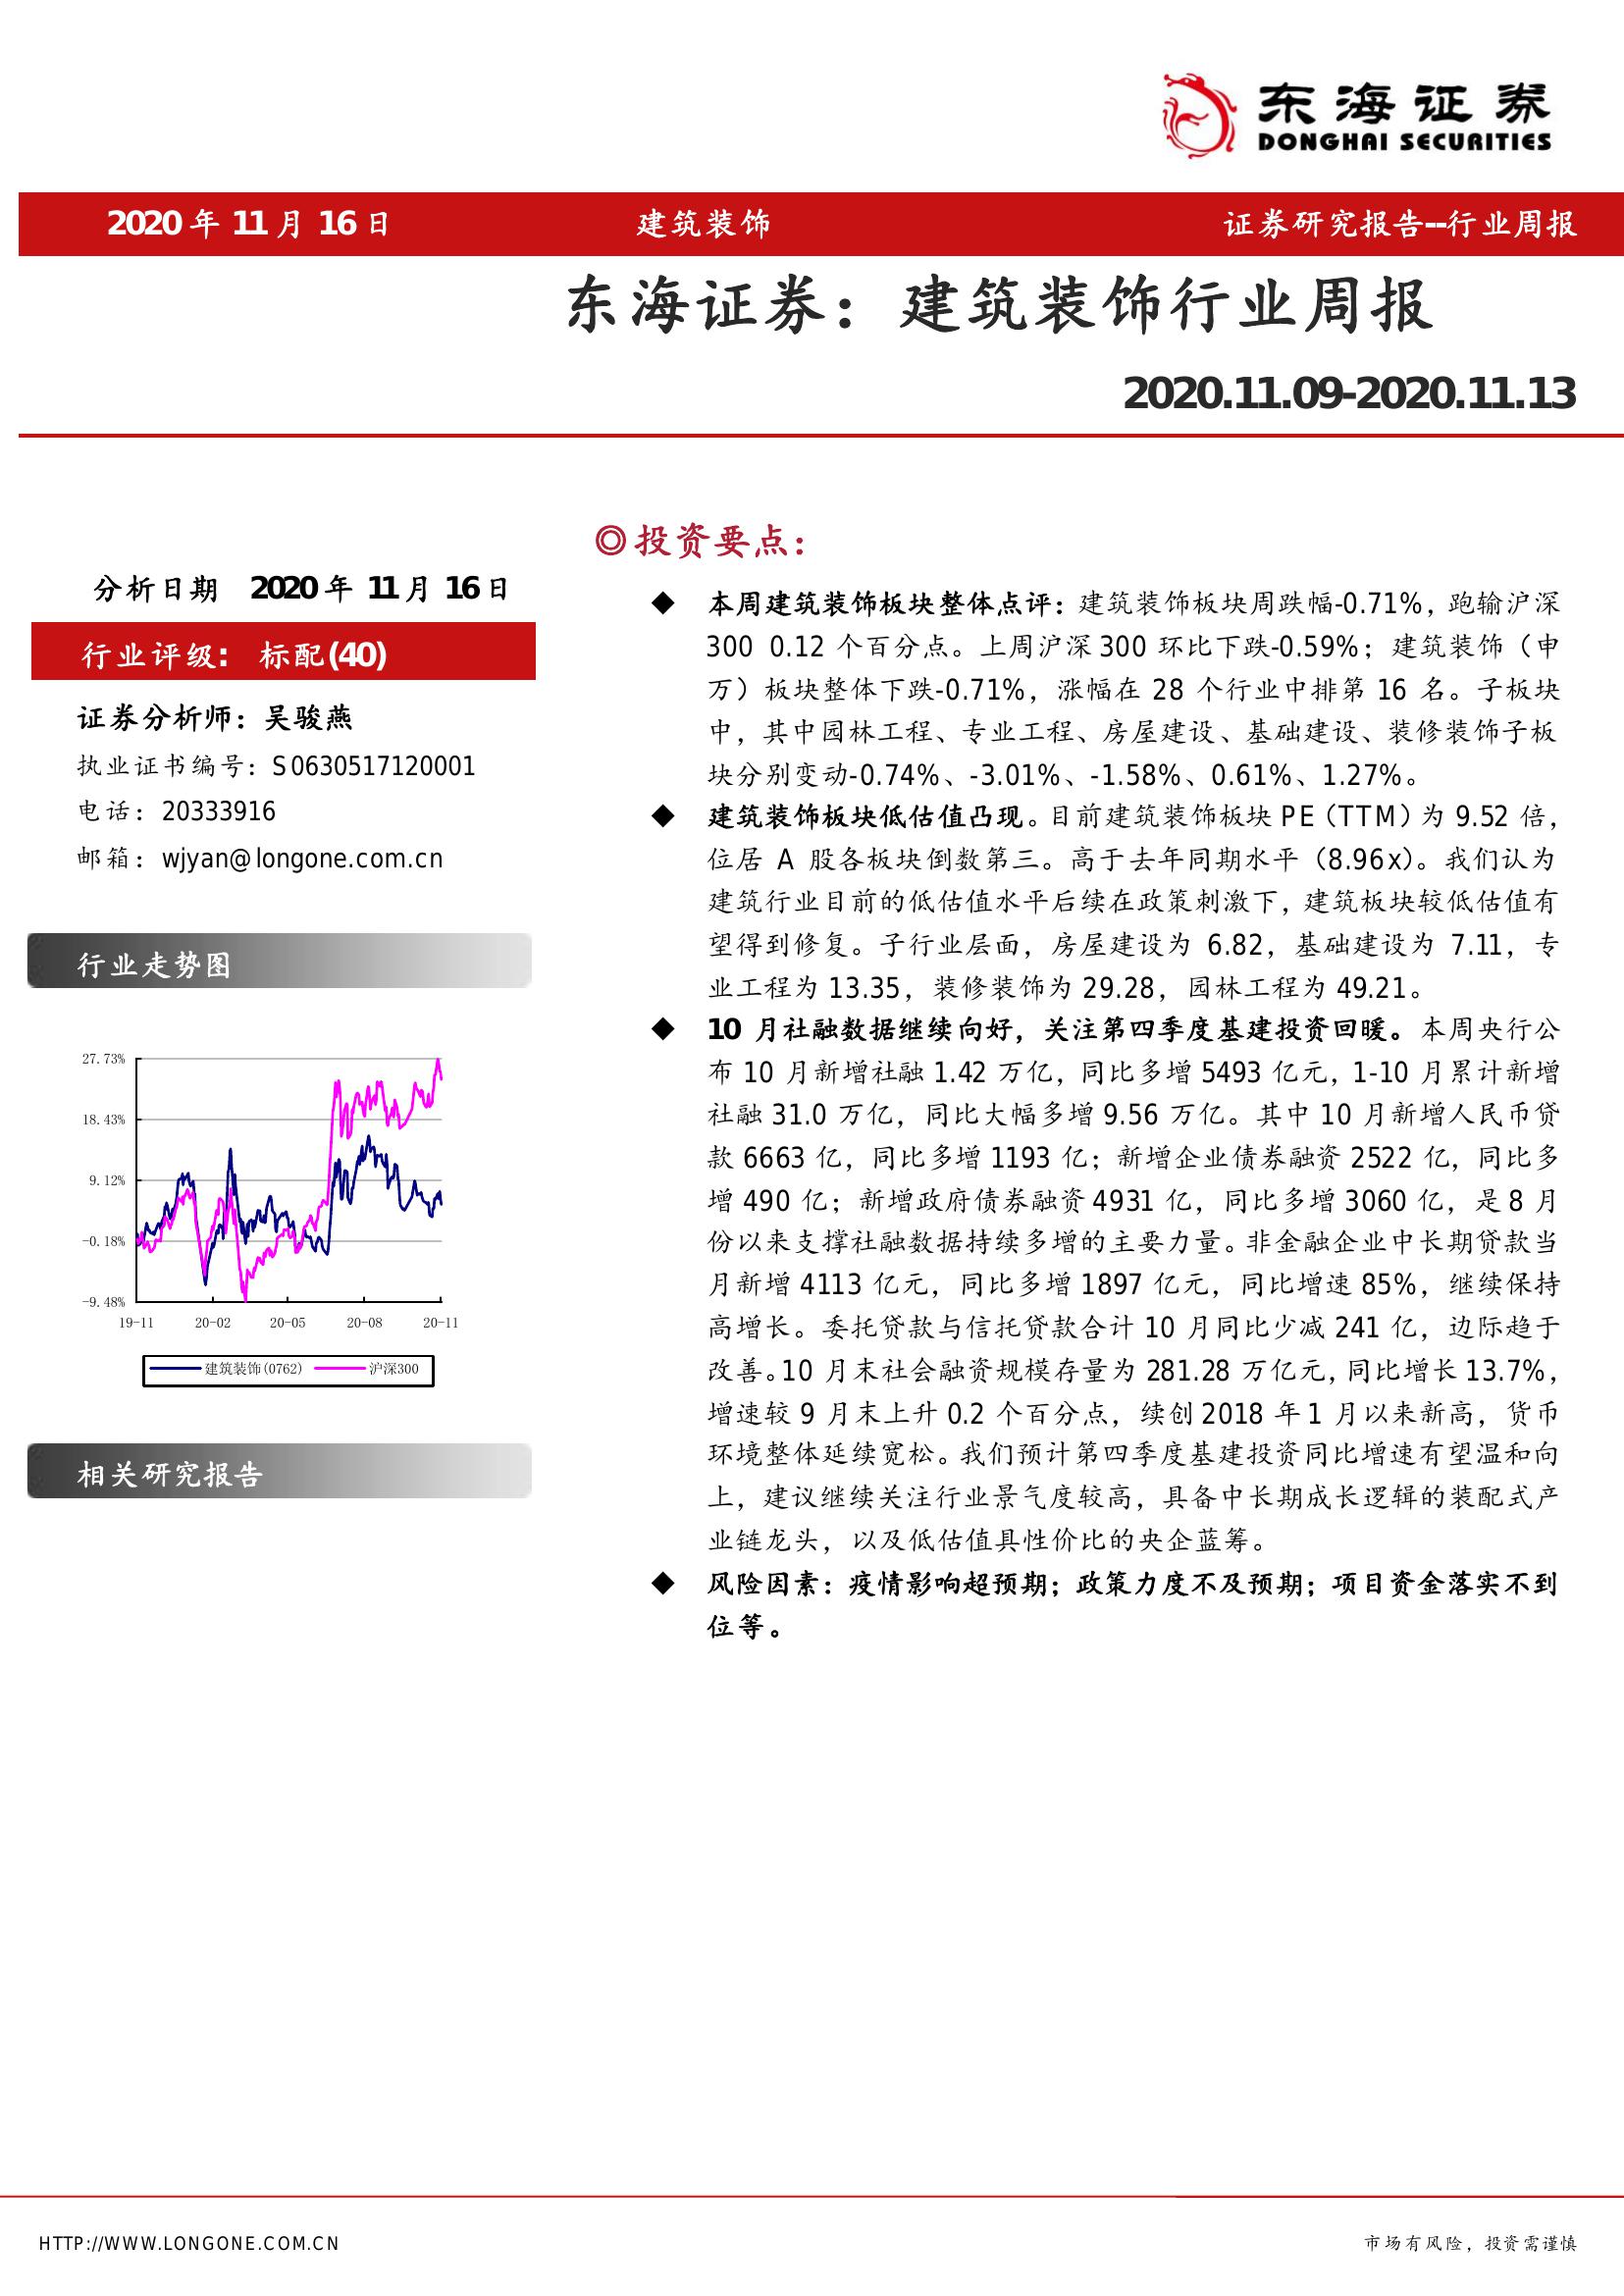 东海证券
DONGHAI SECURITIES
2020 年 11 月 16 日 建筑装饰 证券研究报告--行业周报
东海证券：建筑装饰行业周报
2020.11.09-2020.11.13
分析日期 2020 年 11 月 16 日
行业评级: 标配(40)
证券分析师：吴骏燕
执业证书编号：S0630517120001
电话：20333916
邮箱：wjyan@longone.com.cn
行业走势图
27.73%
18.43%
9.12%
-0.18%
-9.48%
19-11 20-02 20-05 20-08 20-11
建筑装饰(0762) 沪深300
相关研究报告
◎投资要点：
◆ 本周建筑装饰板块整体点评：建筑装饰板块周跌幅-0.71%，跑输沪深
300 0.12 个百分点。上周沪深 300 环比下跌-0.59%；建筑装饰（申
万）板块整体下跌-0.71%，涨幅在 28 个行业中排第 16 名。子板块
中，其中园林工程、专业工程、房屋建设、基础建设、装修装饰子板
块分别变动-0.74%、-3.01%、-1.58%、0.61%、1.27%。
◆ 建筑装饰板块低估值凸现。目前建筑装饰板块 PE（TTM）为 9.52 倍，
位居 A 股各板块倒数第三。高于去年同期水平（8.96x）。我们认为
建筑行业目前的低估值水平后续在政策刺激下，建筑板块较低估值有
望得到修复。子行业层面，房屋建设为 6.82，基础建设为 7.11，专
业工程为 13.35，装修装饰为 29.28，园林工程为 49.21。
◆ 10 月社融数据继续向好，关注第四季度基建投资回暖。本周央行公
布 10 月新增社融 1.42 万亿，同比多增 5493 亿元，1-10 月累计新增
社融 31.0 万亿，同比大幅多增 9.56 万亿。其中 10 月新增人民币贷
款 6663 亿，同比多增 1193 亿；新增企业债券融资 2522 亿，同比多
增 490 亿；新增政府债券融资 4931 亿，同比多增 3060 亿，是 8 月
份以来支撑社融数据持续多增的主要力量。非金融企业中长期贷款当
月新增 4113 亿元，同比多增 1897 亿元，同比增速 85%，继续保持
高增长。委托贷款与信托贷款合计 10 月同比少减 241 亿，边际趋于
改善。10 月末社会融资规模存量为 281.28 万亿元，同比增长 13.7%，
增速较 9 月末上升 0.2 个百分点，续创 2018 年 1 月以来新高，货币
环境整体延续宽松。我们预计第四季度基建投资同比增速有望温和向
上，建议继续关注行业景气度较高，具备中长期成长逻辑的装配式产
业链龙头，以及低估值具性价比的央企蓝筹。
◆ 风险因素：疫情影响超预期；政策力度不及预期；项目资金落实不到
位等。
HTTP://WWW.LONGONE.COM.CN 市场有风险，投资需谨慎